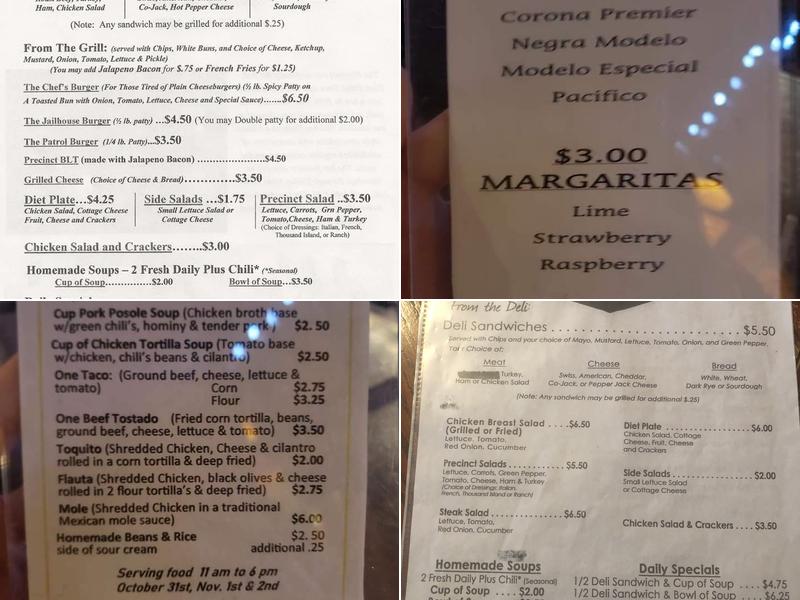 Ham, Chicken Salad Co-Jack, Hot Pepper Cheese Sourdough
(Note: Any sandwich may be grilled for additional $.25)
From The Grill: (served with Chips, White Buns, and Choice of Cheese, Ketchup,
Mustard, Onion, Tomato, Lettuce & Pickle)
(You may add Jalapeno Bacon for $.75 or French Fries for $1.25)
The Chef's Burger (For Those Tired of Plain Cheeseburgers) (½ lb. Spicy Patty on
A Toasted Bun with Onion, Tomato, Lettuce, Cheese and Special Sauce)......$6.50
The Jailhouse Burger (½ lb. patty) ...$4.50 (You may Double patty for additional $2.00)
The Patrol Burger (1/4 lb. Patty)...$3.50
Precinct BLT (made with Jalapeno Bacon) ......................$4.50
Grilled Cheese (Choice of Cheese & Bread)...............$3.50
Diet Plate...$4.25 Side Salads ...$1.75 Precinct Salad ..$3.50
Chicken Salad, Cottage Cheese Small Lettuce Salad or Lettuce, Carrots, Grn Pepper,
Fruit, Cheese and Crackers Cottage Cheese Tomato,Cheese, Ham & Turkey
(Choice of Dressings: Italian, French,
Thousand Island, or Ranch)
Chicken Salad and Crackers........$3.00
Homemade Soups – 2 Fresh Daily Plus Chili* (*Seasonal)
Cup of Soup...............$2.00 Bowl of Soup...$3.50
Corona Premier
Negra Modelo
Modelo Especial
Pacifico
$3.00
MARGARITAS
Lime
Strawberry
Raspberry
Cup Pork Posole Soup (Chicken broth base
w/green chili's, hominy & tender pork ) $2.50
Cup of Chicken Tortilla Soup (Tomato base
w/chicken, chili's beans & cilantro) $2.50
One Taco: (Ground beef, cheese, lettuce &
tomato) Corn $2.75
Flour $3.25
One Beef Tostado (Fried corn tortilla, beans,
ground beef, cheese, lettuce & tomato) $3.50
Toquito (Shredded Chicken, Cheese & cilantro
rolled in a corn tortilla & deep fried) $2.00
Flauta (Shredded Chicken, black olives & cheese
rolled in 2 flour tortilla's & deep fried) $2.75
Mole (Shredded Chicken in a traditional
Mexican mole sauce) $6.00
Homemade Beans & Rice $2.50
side of sour cream additional .25
Serving food 11 am to 6 pm
October 31st, Nov. 1st & 2nd
From the Deli:
Deli Sandwiches . . . . . . . . . . . . . . . . . . . . . . . . $5.50
Served with Chips and your choice of Mayo, Mustard, Lettuce, Tomato, Onion, and Green Pepper.
Your Choice of:
Meat Cheese Bread
Turkey, Swiss, American, Cheddar, White, Wheat,
Ham or Chicken Salad Co-Jack, or Pepper Jack Cheese Dark Rye or Sourdough
(Note: Any sandwich may be grilled for additional $.25)
Chicken Breast Salad . . . . $6.50
(Grilled or Fried)
Lettuce, Tomato,
Red Onion, Cucumber
Precinct Salads . . . . . . . . . . $5.50
Lettuce, Carrots, Green Pepper,
Tomato, Cheese, Ham & Turkey
(Choice of Dressings: Italian,
French, Thousand Island or Ranch)
Steak Salad . . . . . . . . . . . . $6.50
Lettuce, Tomato,
Red Onion, Cucumber
Diet Plate . . . . . . . . . . . . . . . $6.00
Chicken Salad, Cottage
Cheese, Fruit, Cheese
and Crackers
Side Salads . . . . . . . . . . . . . $2.00
Small Lettuce Salad
or Cottage Cheese
Chicken Salad & Crackers . . . . $3.50
Homemade Soups
2 Fresh Daily Plus Chili* (Seasonal)
Cup of Soup . . . . . $2.00
Daily Specials
1/2 Deli Sandwich & Cup of Soup . . . . $4.75
1/2 Deli Sandwich & Bowl of Soup . . . $6.25